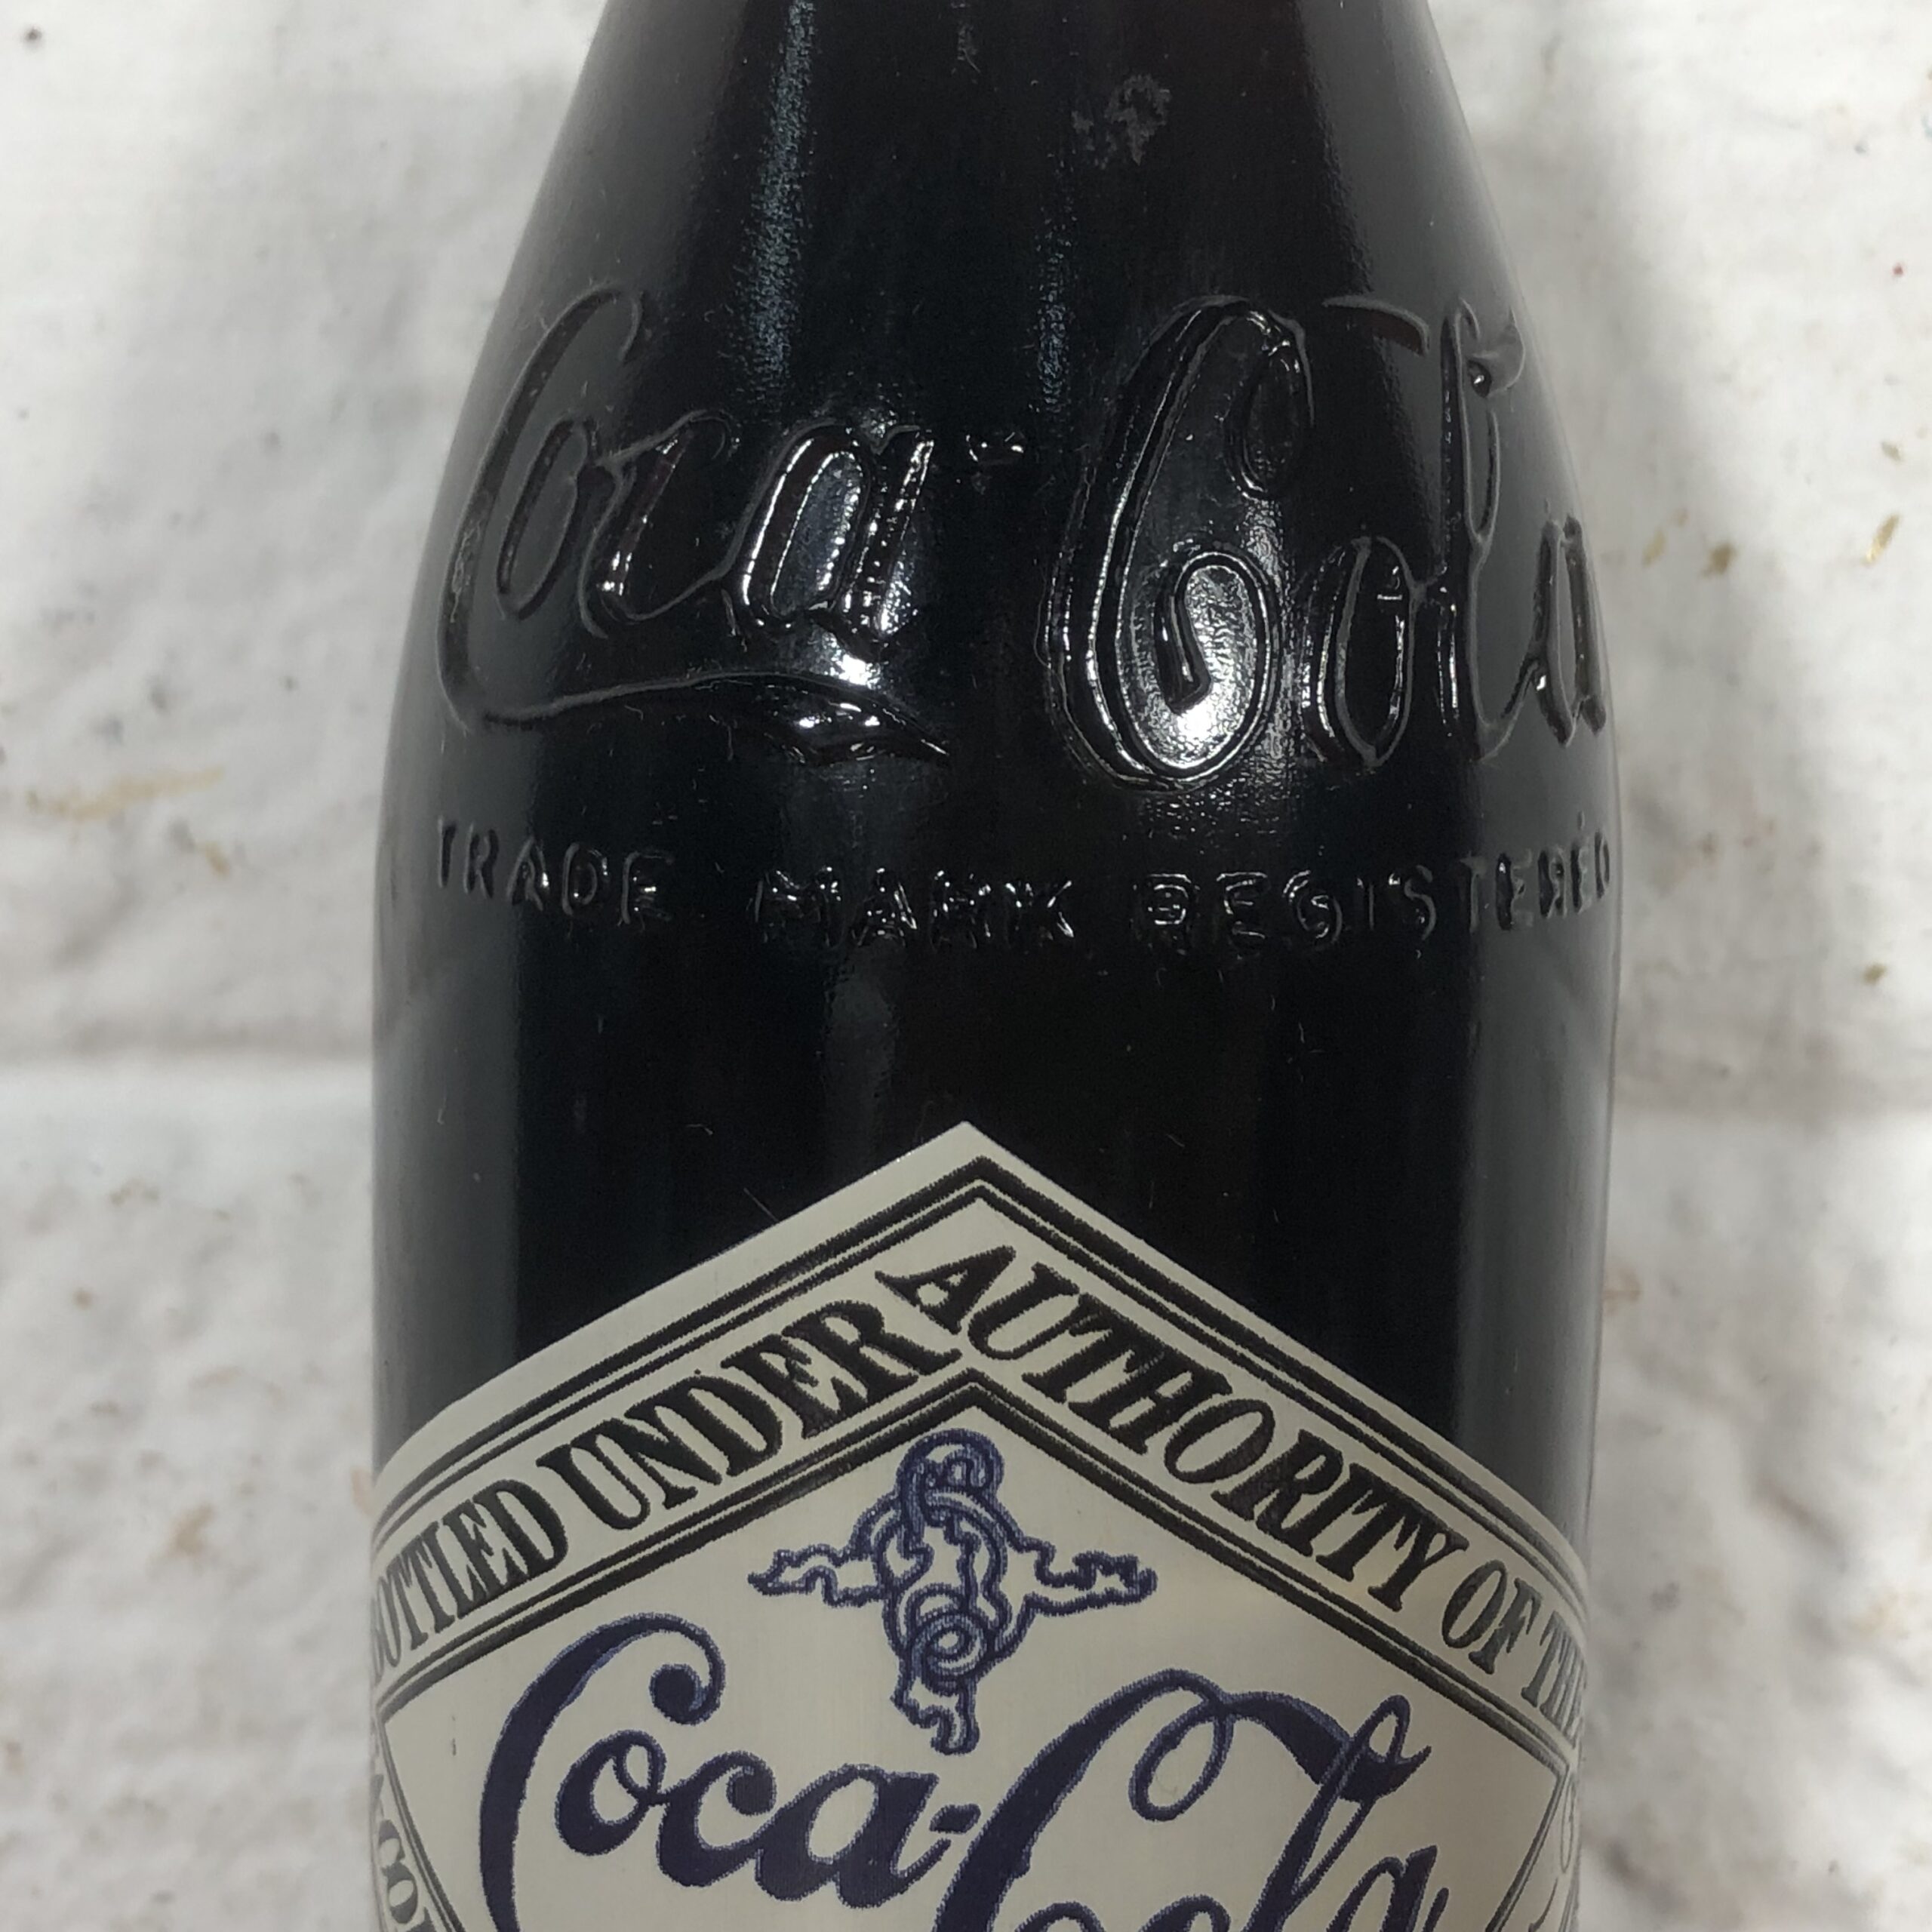 Coca-Cola
TRADE MARK REGISTERED
BOTTLED UNDER AUTHORITY OF THE
Coca-Cola